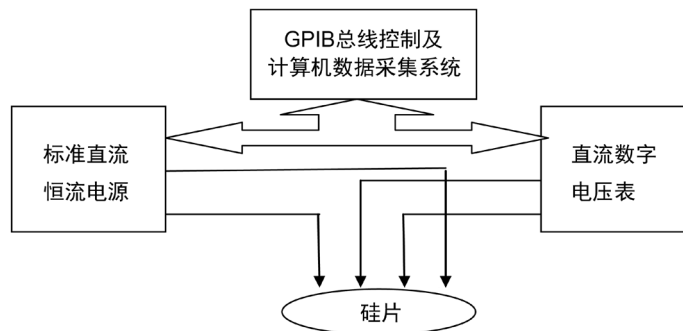 GPIB总线控制及
计算机数据采集系统
标准直流
恒流电源
直流数字
电压表
硅片